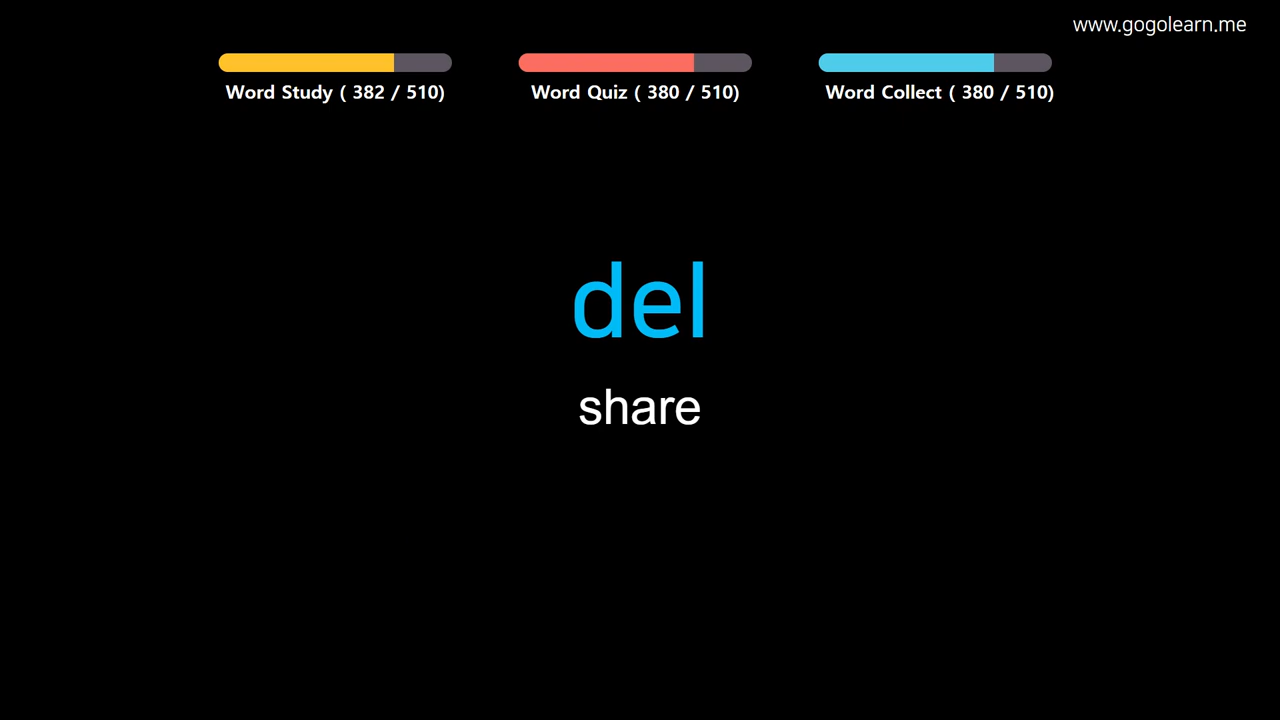 www.gogolearn.me
Word Study ( 382 / 510)
Word Quiz ( 380 / 510)
Word Collect ( 380 / 510)
del
share